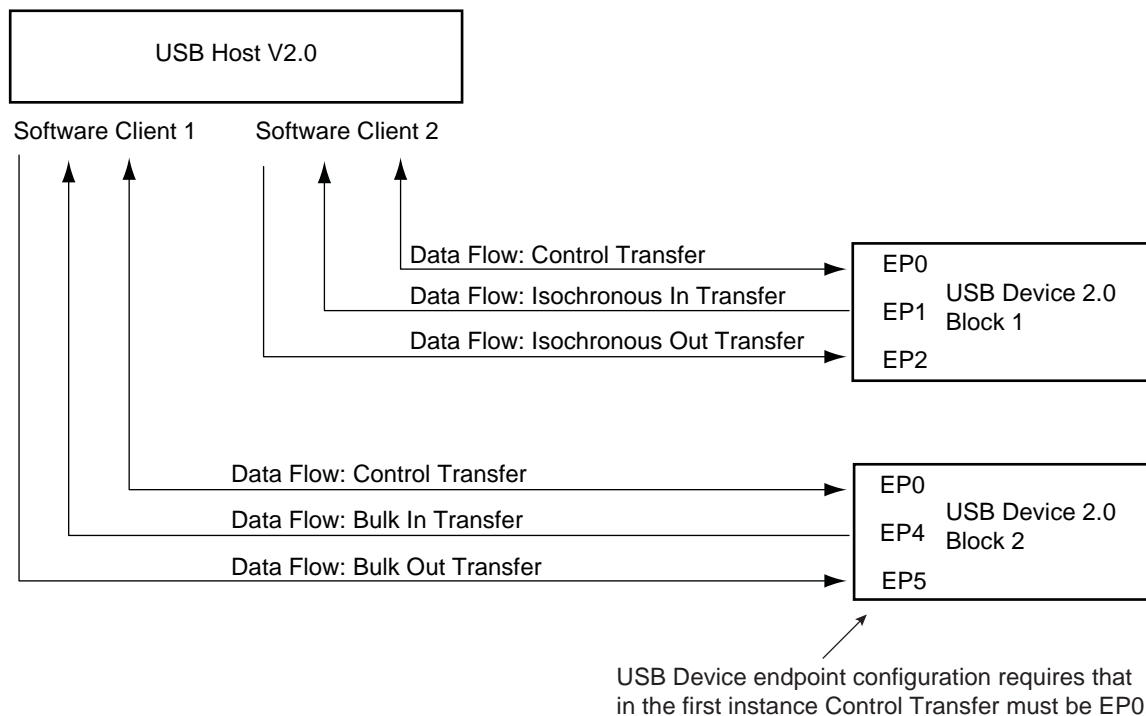 USB Host V2.0
Software Client 1
Software Client 2
Data Flow: Control Transfer
Data Flow: Isochronous In Transfer
Data Flow: Isochronous Out Transfer
EP0
EP1
EP2
USB Device 2.0
Block 1
Data Flow: Control Transfer
Data Flow: Bulk In Transfer
Data Flow: Bulk Out Transfer
EP0
EP4
EP5
USB Device 2.0
Block 2
USB Device endpoint configuration requires that
in the first instance Control Transfer must be EP0